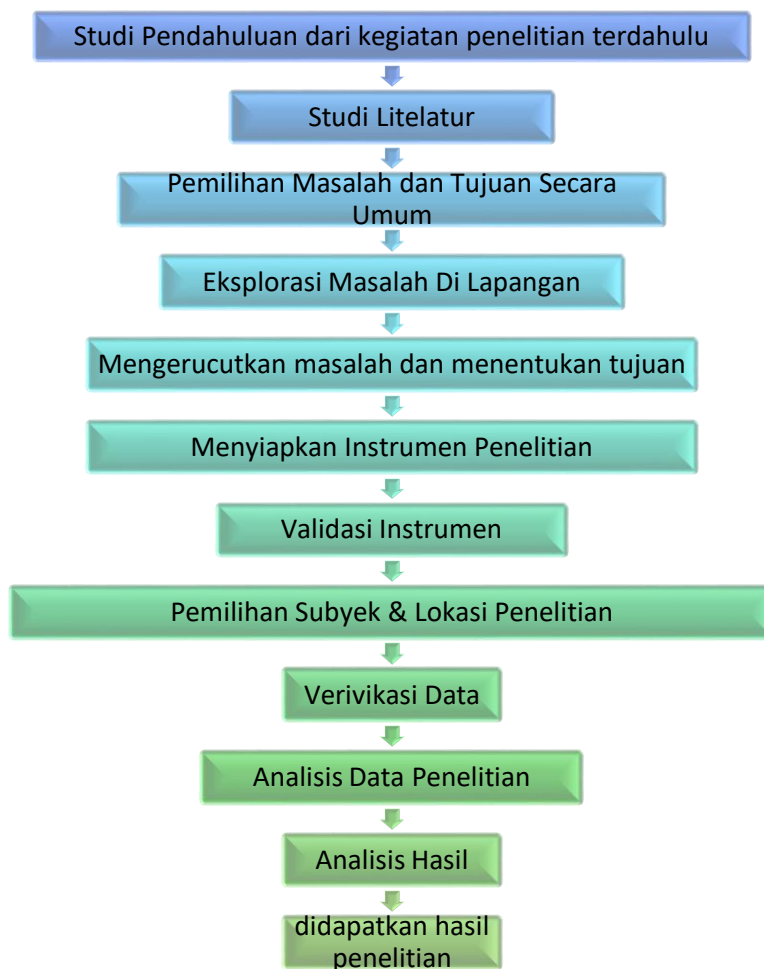 Studi Pendahuluan dari kegiatan penelitian terdahulu
Studi Litelatur
Pemilihan Masalah dan Tujuan Secara
Umum
Eksplorasi Masalah Di Lapangan
Mengerucutkan masalah dan menentukan tujuan
Menyiapkan Instrumen Penelitian
Validasi Instrumen
Pemilihan Subyek & Lokasi Penelitian
Verivikasi Data
Analisis Data Penelitian
Analisis Hasil
didapatkan hasil
penelitian